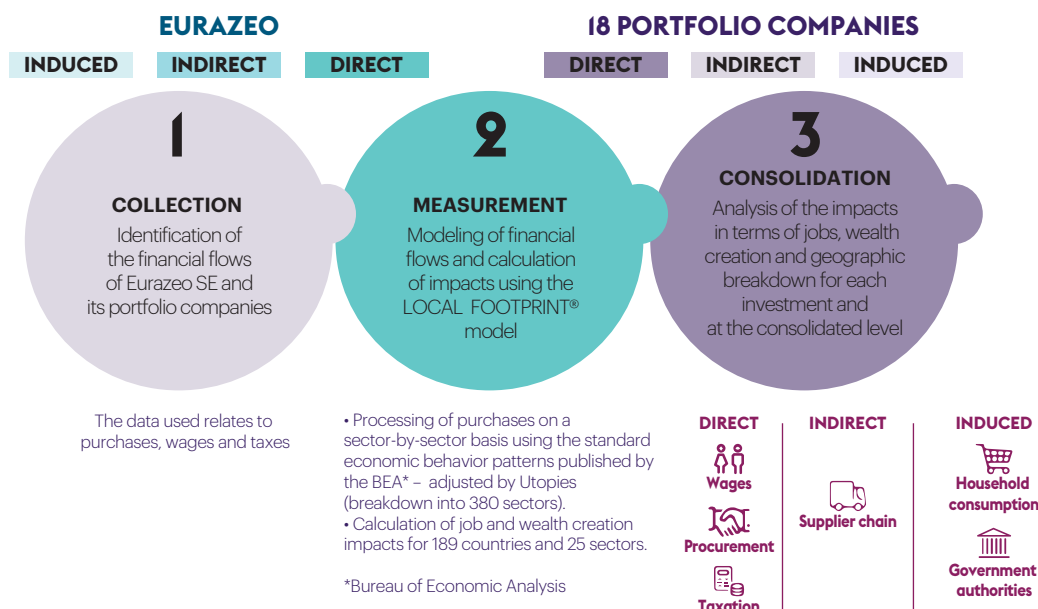 EURAZEO
18 PORTFOLIO COMPANIES
INDUCED
INDIRECT
DIRECT
DIRECT
INDIRECT
INDUCED
1
COLLECTION
Identification of
the financial flows
of Eurazeo SE and
its portfolio companies
2
MEASUREMENT
Modeling of financial
flows and calculation
of impacts using the
LOCAL FOOTPRINT®
model
3
CONSOLIDATION
Analysis of the impacts
in terms of jobs, wealth
creation and geographic
breakdown for each
investment and
at the consolidated level
The data used relates to
purchases, wages and taxes
• Processing of purchases on a
sector-by-sector basis using the standard
economic behavior patterns published by
the BEA* – adjusted by Utopies
(breakdown into 380 sectors).
• Calculation of job and wealth creation
impacts for 189 countries and 25 sectors.
*Bureau of Economic Analysis
DIRECT
Wages
Procurement
Taxation
INDIRECT
Supplier chain
INDUCED
Household
consumption
Government
authorities